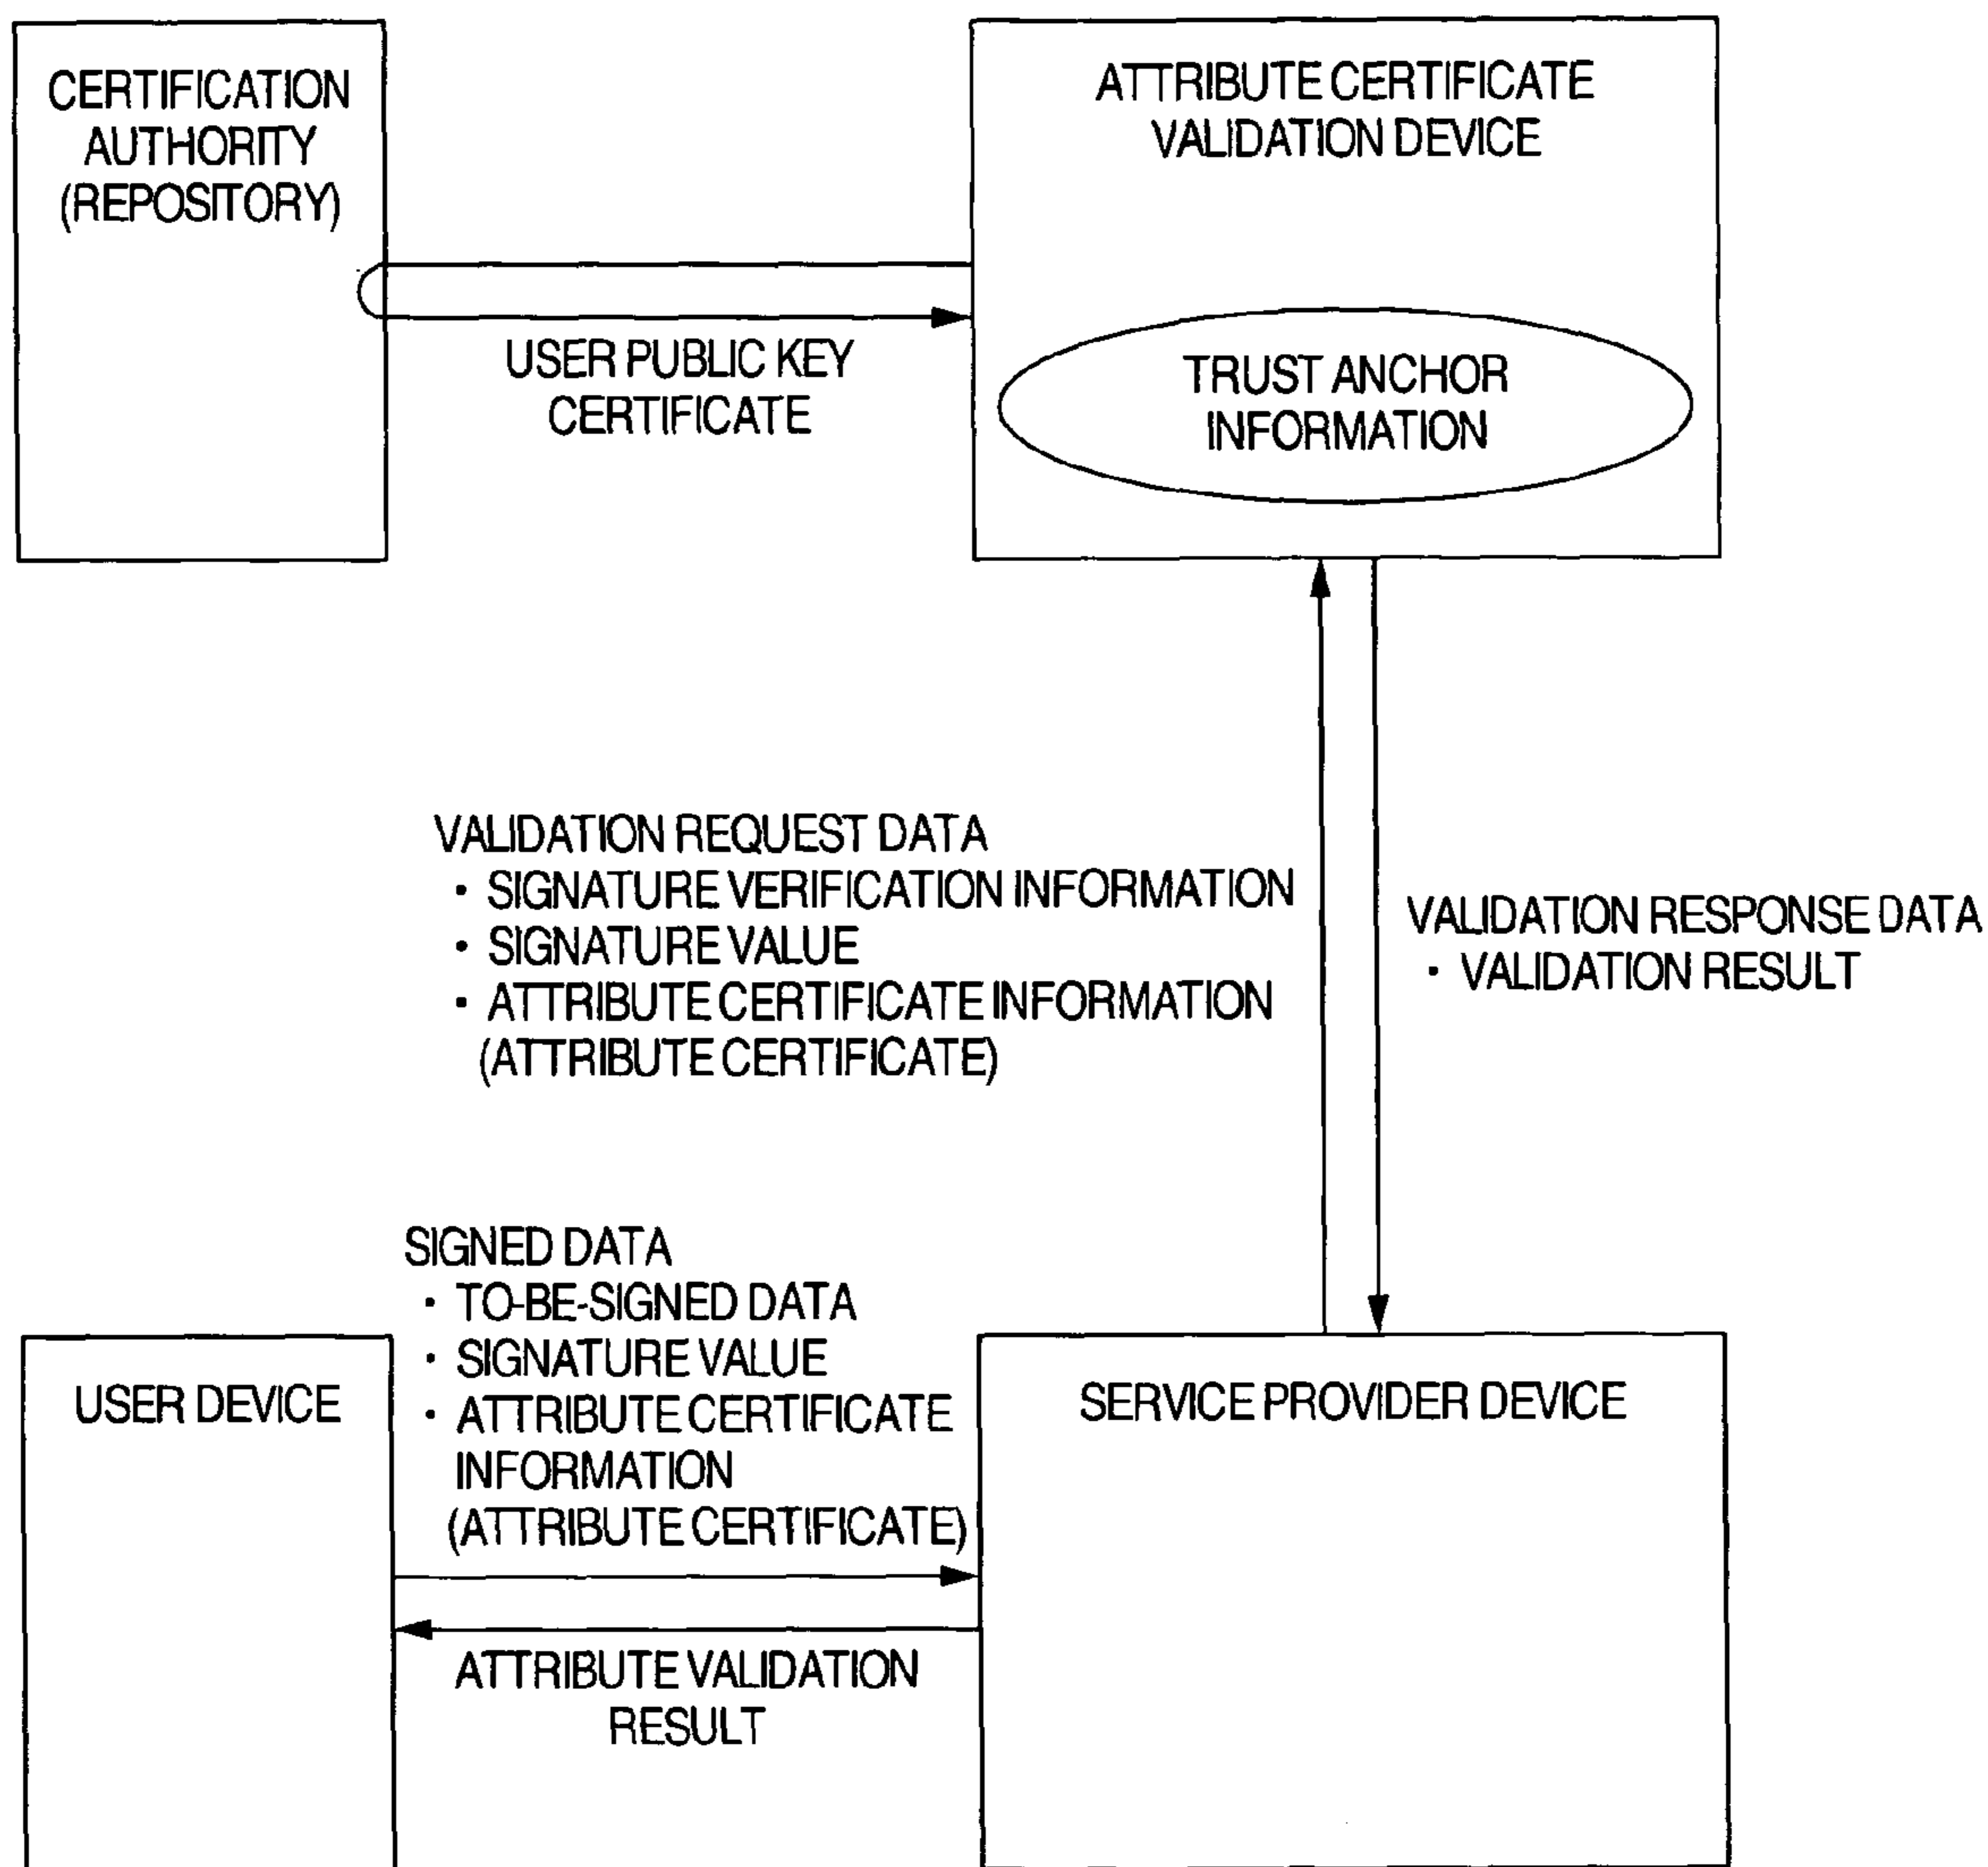 CERTIFICATION
AUTHORITY
(REPOSITORY)
ATTRIBUTE CERTIFICATE
VALIDATION DEVICE
USER PUBLIC KEY
CERTIFICATE
TRUST ANCHOR
INFORMATION
VALIDATION REQUEST DATA
・SIGNATURE VERIFICATION INFORMATION
・SIGNATURE VALUE
・ATTRIBUTE CERTIFICATE INFORMATION
(ATTRIBUTE CERTIFICATE)
VALIDATION RESPONSE DATA
・VALIDATION RESULT
SIGNED DATA
・TO-BE-SIGNED DATA
・SIGNATURE VALUE
・ATTRIBUTE CERTIFICATE
INFORMATION
(ATTRIBUTE CERTIFICATE)
USER DEVICE
SERVICE PROVIDER DEVICE
ATTRIBUTE VALIDATION
RESULT